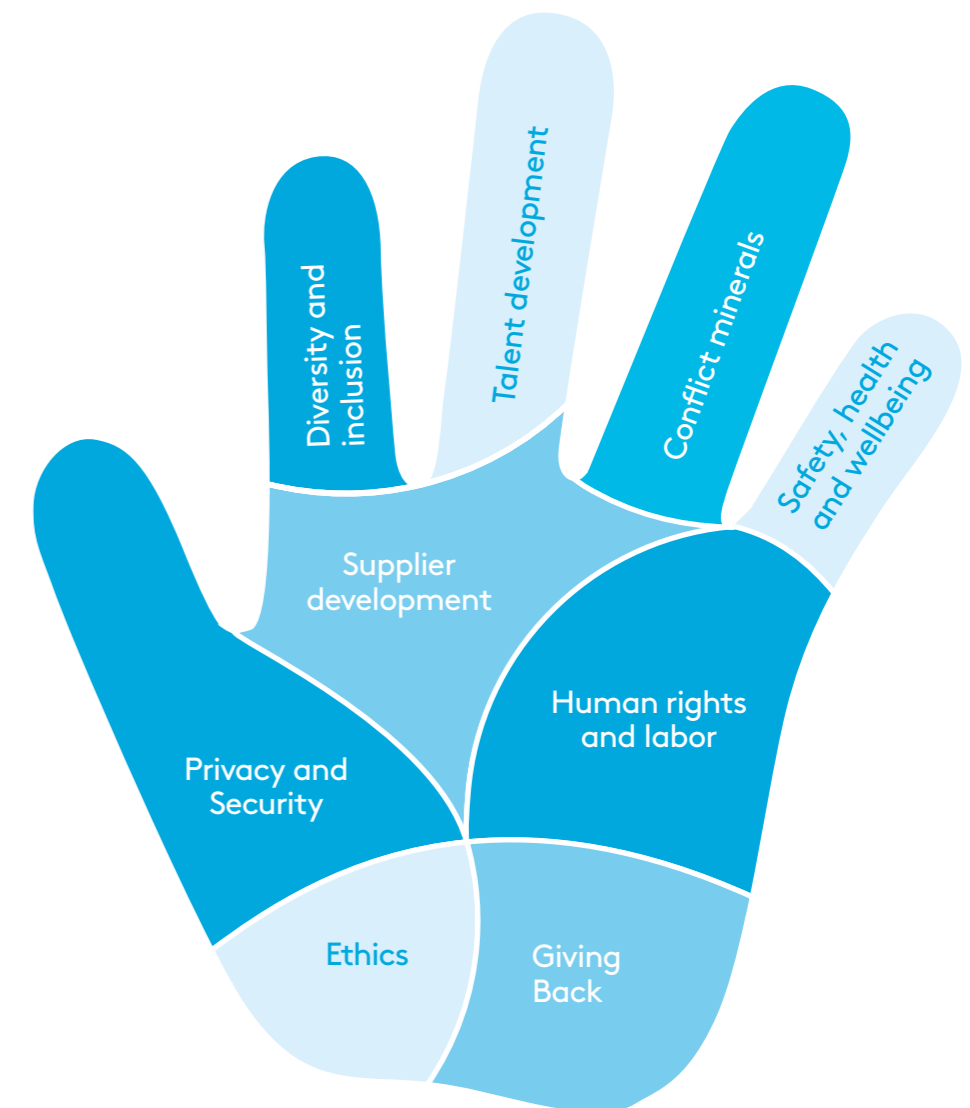 Diversity and
inclusion
Talent development
Conflict minerals
Safety, health
and wellbeing
Supplier
development
Human rights
and labor
Privacy and
Security
Ethics
Giving
Back